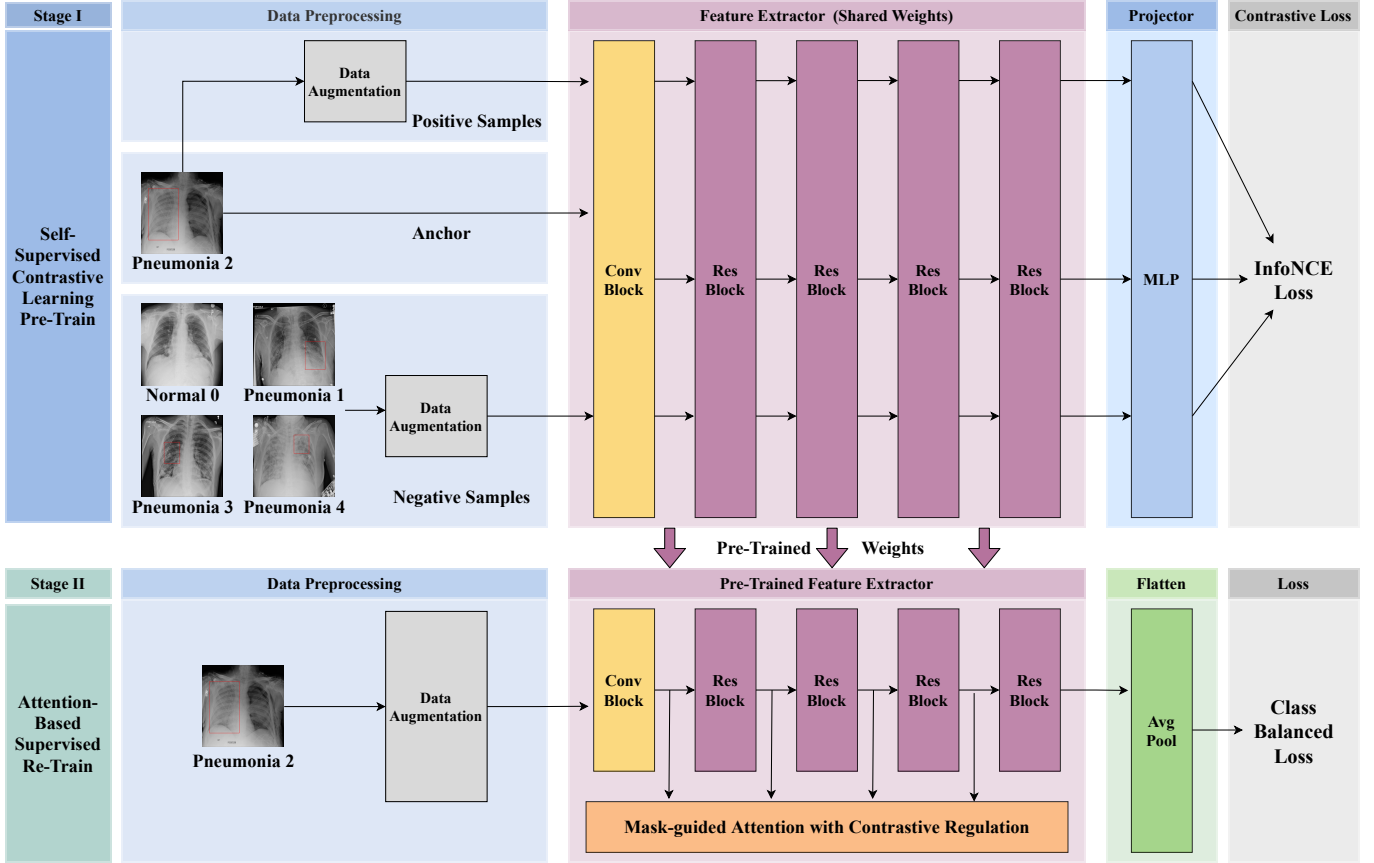 Stage I
Data Preprocessing
Feature Extractor (Shared Weights)
Projector
Contrastive Loss
Self-
Supervised
Contrastive
Learning
Pre-Train
Data
Augmentation
Positive Samples
Pneumonia 2
Anchor
Normal 0
Pneumonia 1
Pneumonia 3
Pneumonia 4
Data
Augmentation
Negative Samples
Conv
Block
Res
Block
Res
Block
Res
Block
Res
Block
MLP
InfoNCE
Loss
Pre-Trained
Weights
Stage II
Data Preprocessing
Pre-Trained Feature Extractor
Flatten
Loss
Attention-
Based
Supervised
Re-Train
Pneumonia 2
Data
Augmentation
Conv
Block
Res
Block
Res
Block
Res
Block
Res
Block
Mask-guided Attention with Contrastive Regulation
Avg
Pool
Class
Balanced
Loss